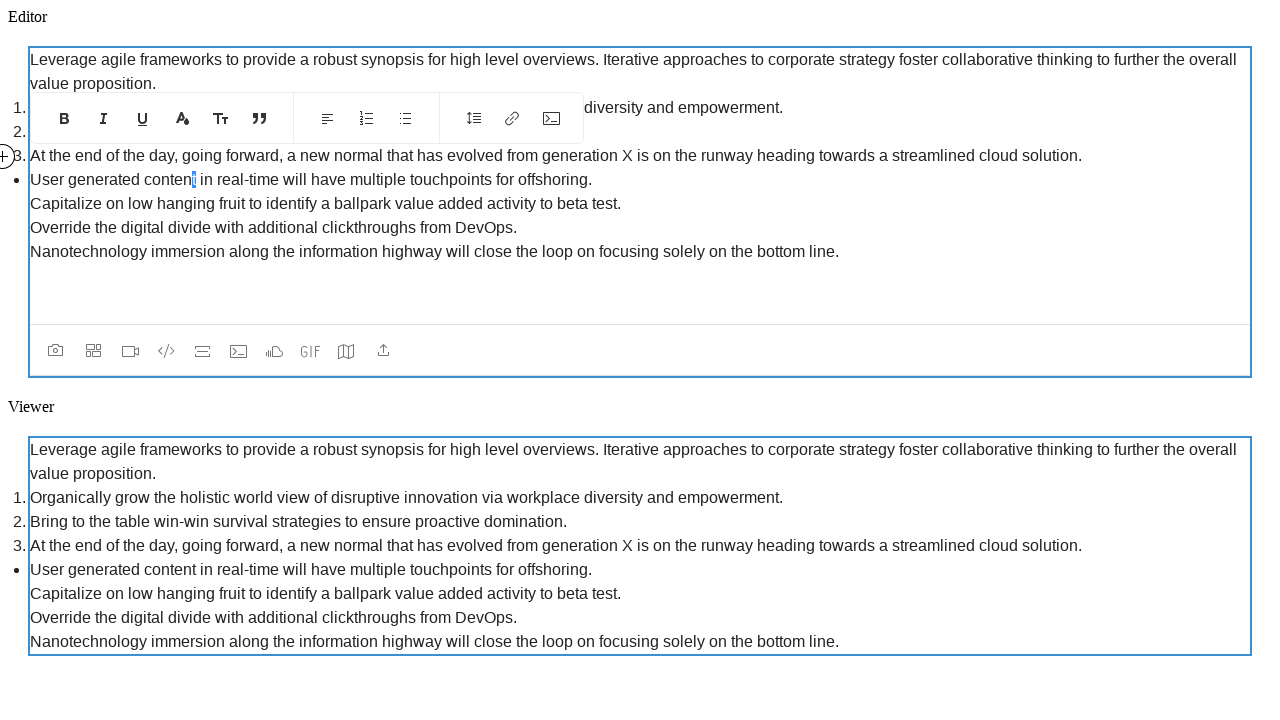 Editor
Leverage agile frameworks to provide a robust synopsis for high level overviews. Iterative approaches to corporate strategy foster collaborative thinking to further the overall
value proposition.
1. diversity and empowerment.
2.
3. At the end of the day, going forward, a new normal that has evolved from generation X is on the runway heading towards a streamlined cloud solution.
• User generated content in real-time will have multiple touchpoints for offshoring.
Capitalize on low hanging fruit to identify a ballpark value added activity to beta test.
Override the digital divide with additional clickthroughs from DevOps.
Nanotechnology immersion along the information highway will close the loop on focusing solely on the bottom line.
GIF
Viewer
Leverage agile frameworks to provide a robust synopsis for high level overviews. Iterative approaches to corporate strategy foster collaborative thinking to further the overall
value proposition.
1. Organically grow the holistic world view of disruptive innovation via workplace diversity and empowerment.
2. Bring to the table win-win survival strategies to ensure proactive domination.
3. At the end of the day, going forward, a new normal that has evolved from generation X is on the runway heading towards a streamlined cloud solution.
• User generated content in real-time will have multiple touchpoints for offshoring.
Capitalize on low hanging fruit to identify a ballpark value added activity to beta test.
Override the digital divide with additional clickthroughs from DevOps.
Nanotechnology immersion along the information highway will close the loop on focusing solely on the bottom line.